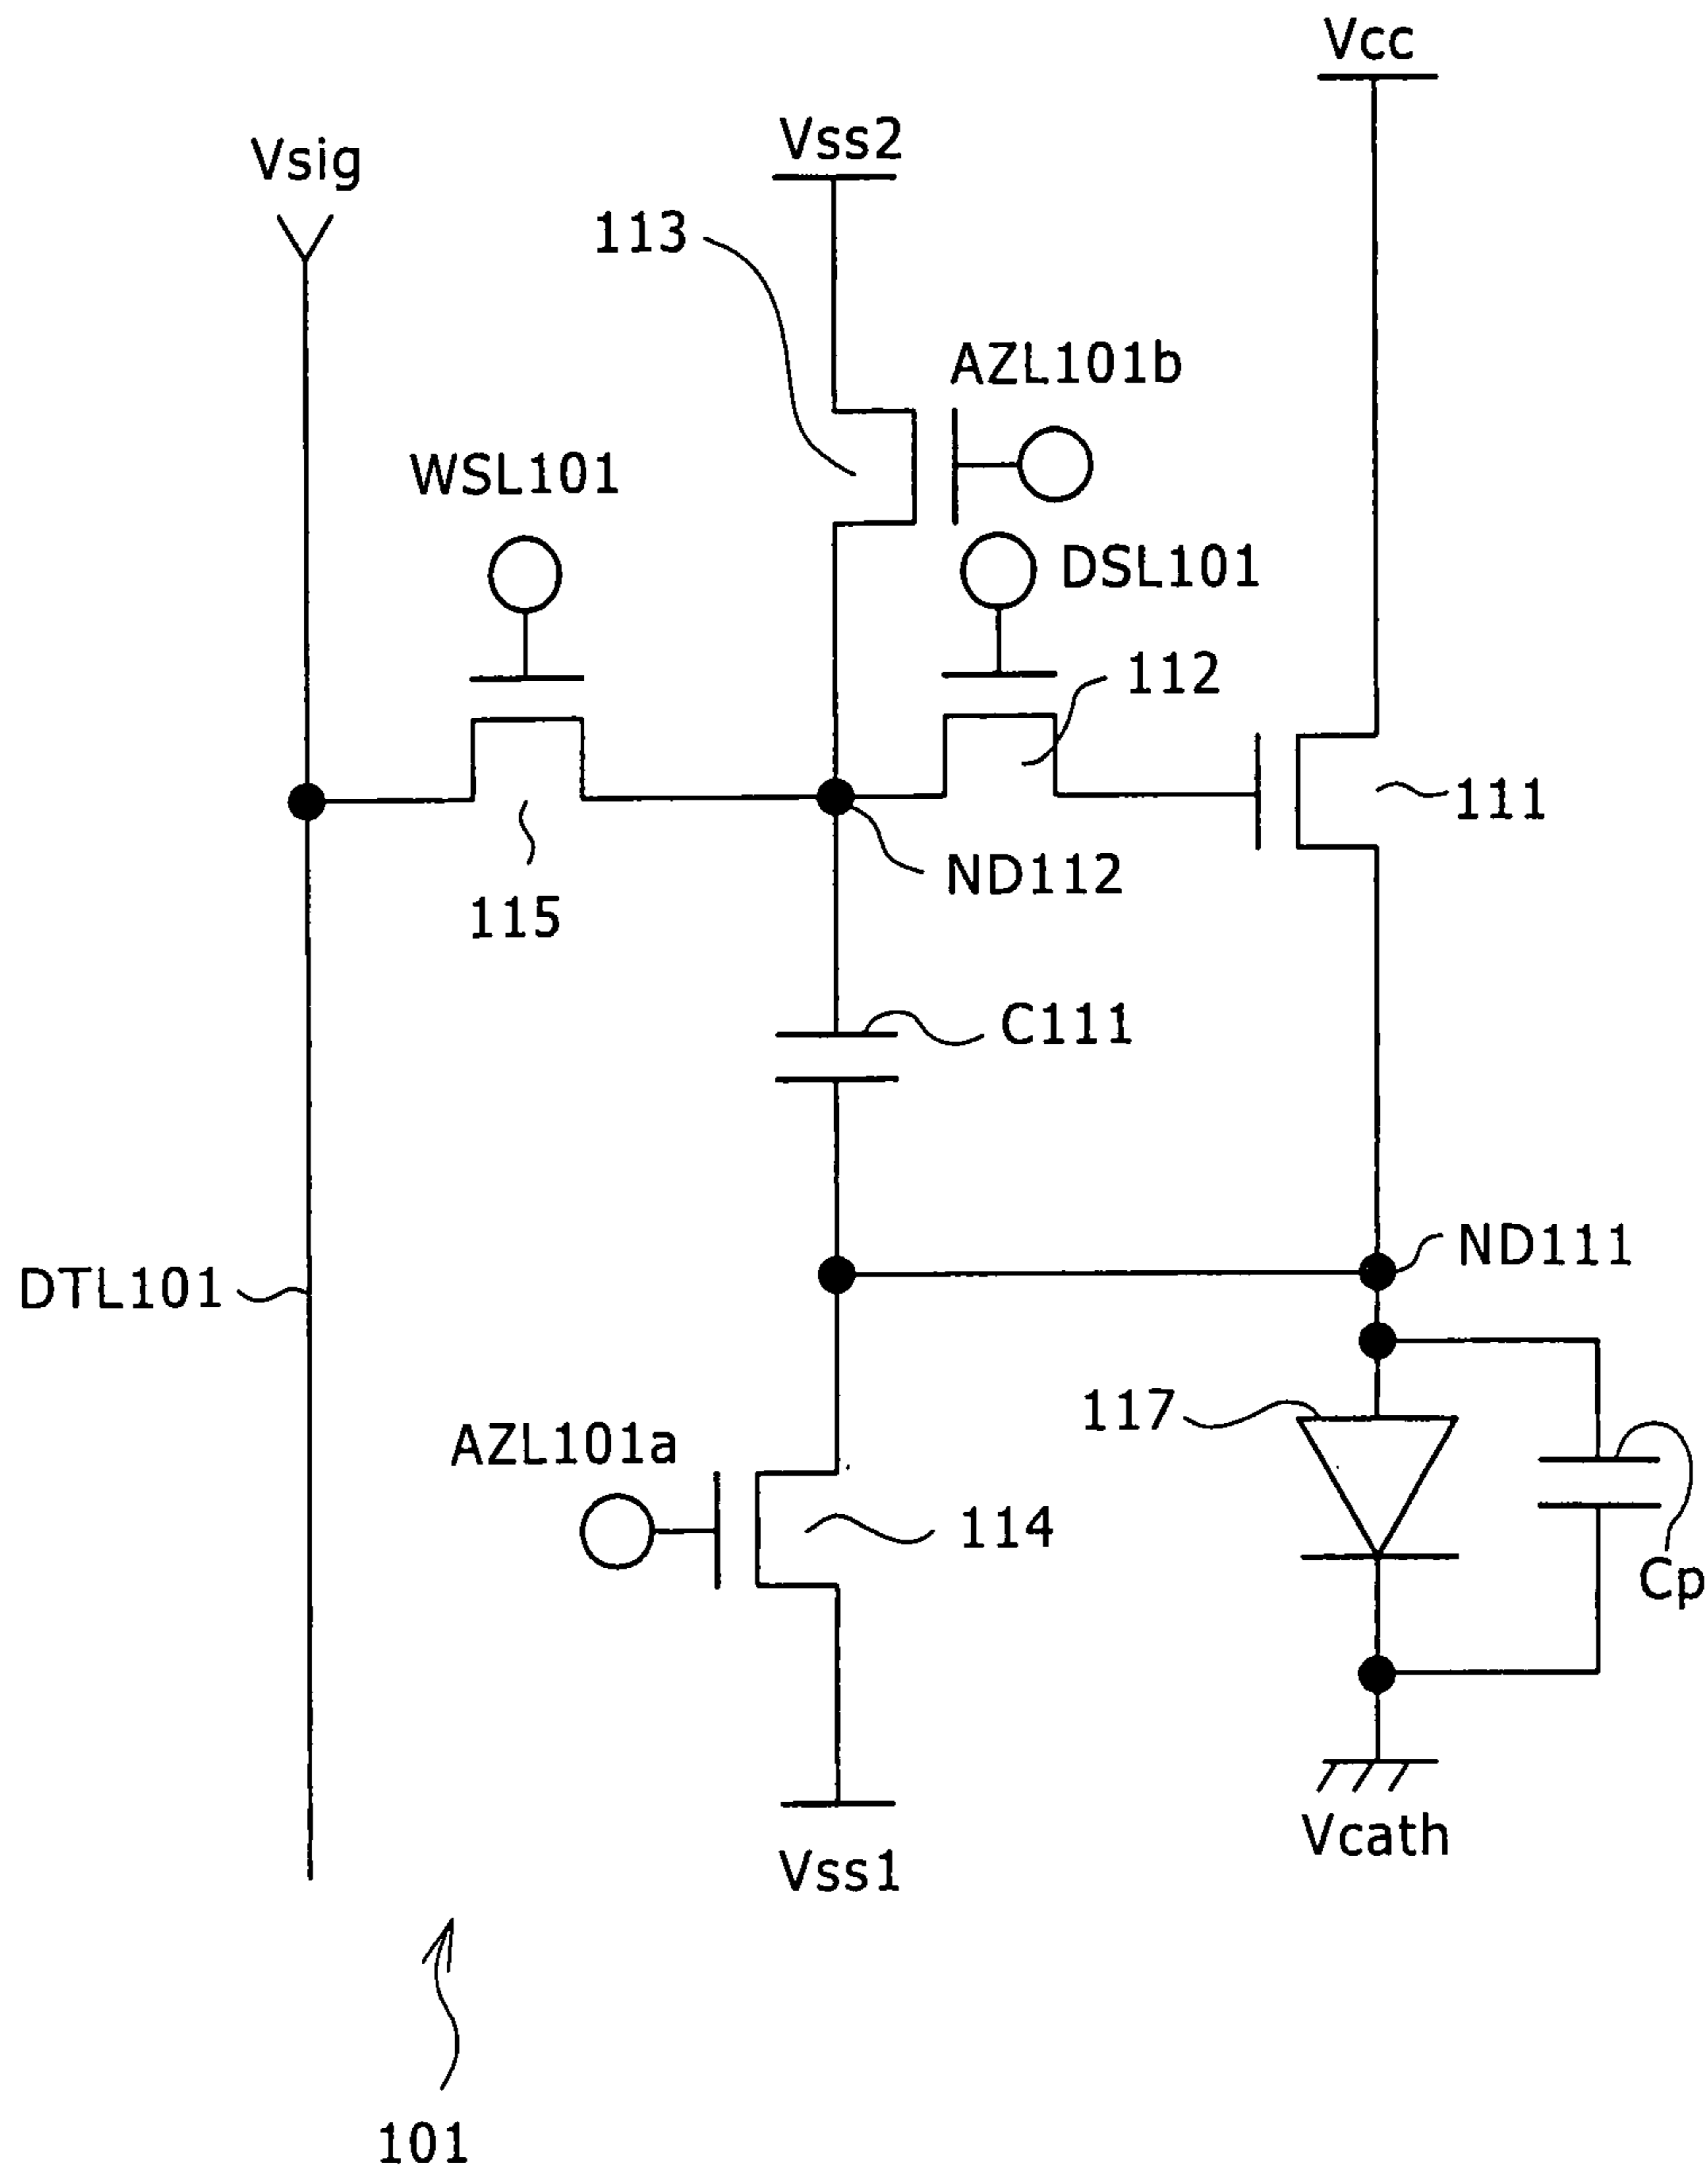 Vcc
Vss2
Vsig
113
AZL101b
WSL101
DSL101
112
111
ND112
115
C111
ND111
DTL101
117
AZL101a
114
Cp
Vcath
Vss1
101